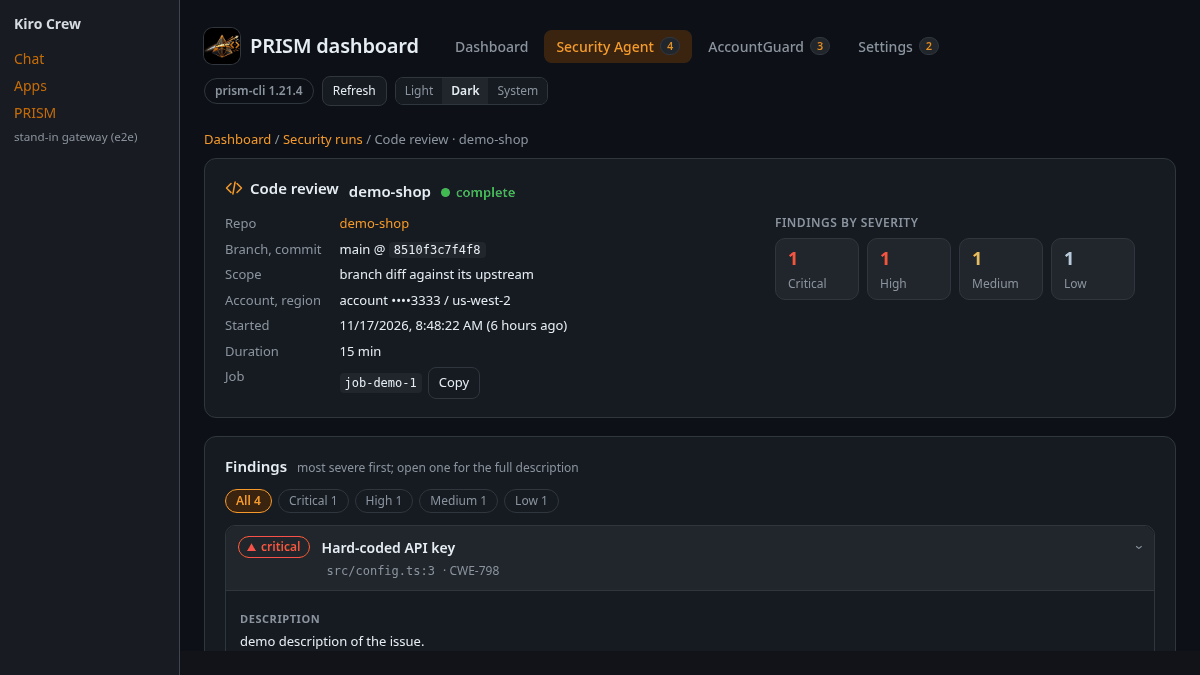 Kiro Crew
Chat
Apps
PRISM
stand-in gateway (e2e)
PRISM dashboard
Dashboard
Security Agent 4
AccountGuard 3
Settings 2
prism-cli 1.21.4
Refresh
Light
Dark
System
Dashboard / Security runs / Code review · demo-shop
Code review demo-shop complete
Repo demo-shop
Branch, commit main @ 8510f3c7f4f8
Scope branch diff against its upstream
Account, region account ••••3333 / us-west-2
Started 11/17/2026, 8:48:22 AM (6 hours ago)
Duration 15 min
Job job-demo-1 Copy
FINDINGS BY SEVERITY
1 1 1 1
Critical High Medium Low
Findings most severe first; open one for the full description
All 4 Critical 1 High 1 Medium 1 Low 1
critical Hard-coded API key
src/config.ts:3 · CWE-798
DESCRIPTION
demo description of the issue.